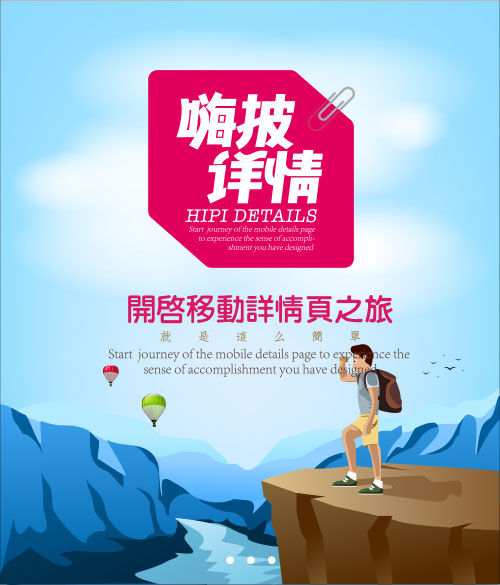 嗨披
详情
HIPI DETAILS
Start journey of the mobile details page
to experience the sense of accompli-
shment you have designed
開啓移動詳情頁之旅
就是這么簡單
Start journey of the mobile details page to experience the
sense of accomplishment you have designed